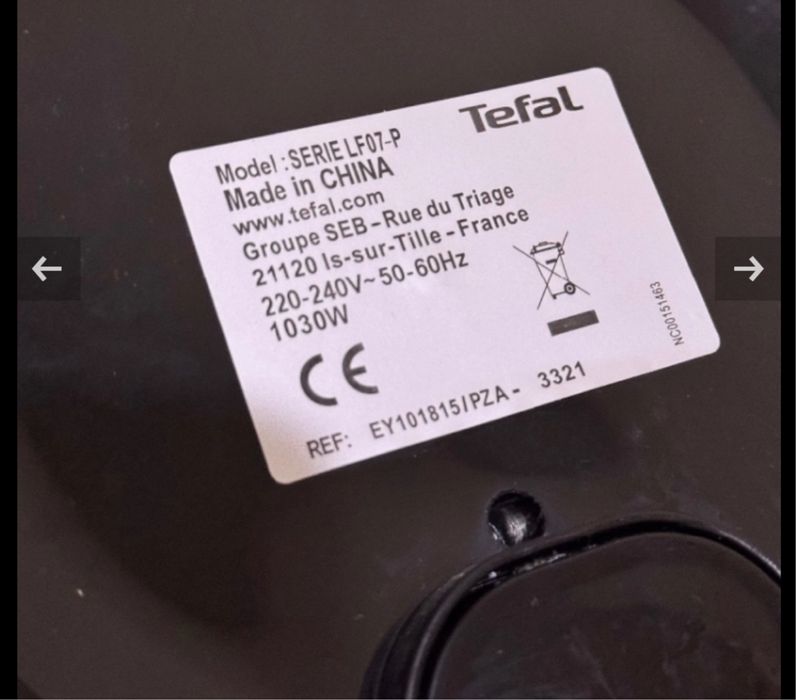 Tefal
Model : SERIE LF07-P
Made in CHINA
www.tefal.com
Groupe SEB - Rue du Triage
21120 Is-sur-Tille - France
220-240V~ 50-60Hz
1030W
CE
NC00151463
REF: EY101815/PZA - 3321